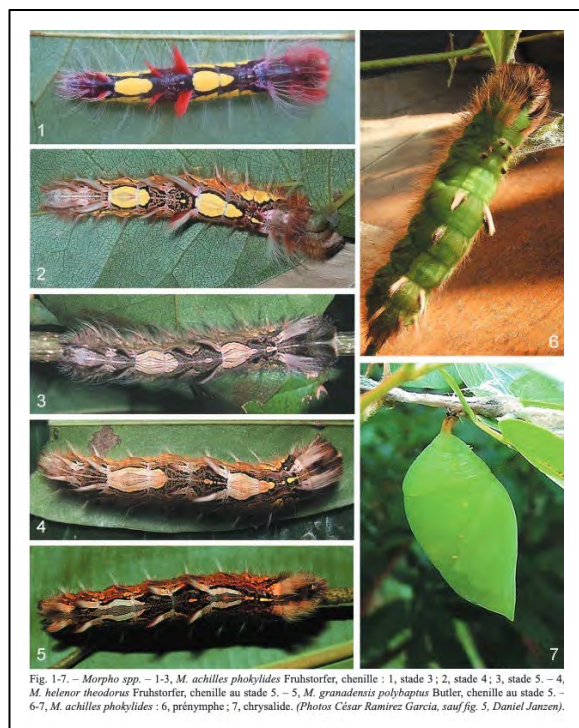 1
2
3
4
5
6
7
Fig. 1-7. – Morpho spp. – 1-3, M. achilles phokylides Fruhstorfer, chenille : 1, stade 3 ; 2, stade 4 ; 3, stade 5. – 4,
M. helenor theodorus Fruhstorfer, chenille au stade 5. – 5, M. granadensis polybaptus Butler, chenille au stade 5. –
6-7, M. achilles phokylides : 6, prénymphe ; 7, chrysalide. (Photos César Ramirez Garcia, sauf fig. 5, Daniel Janzen).